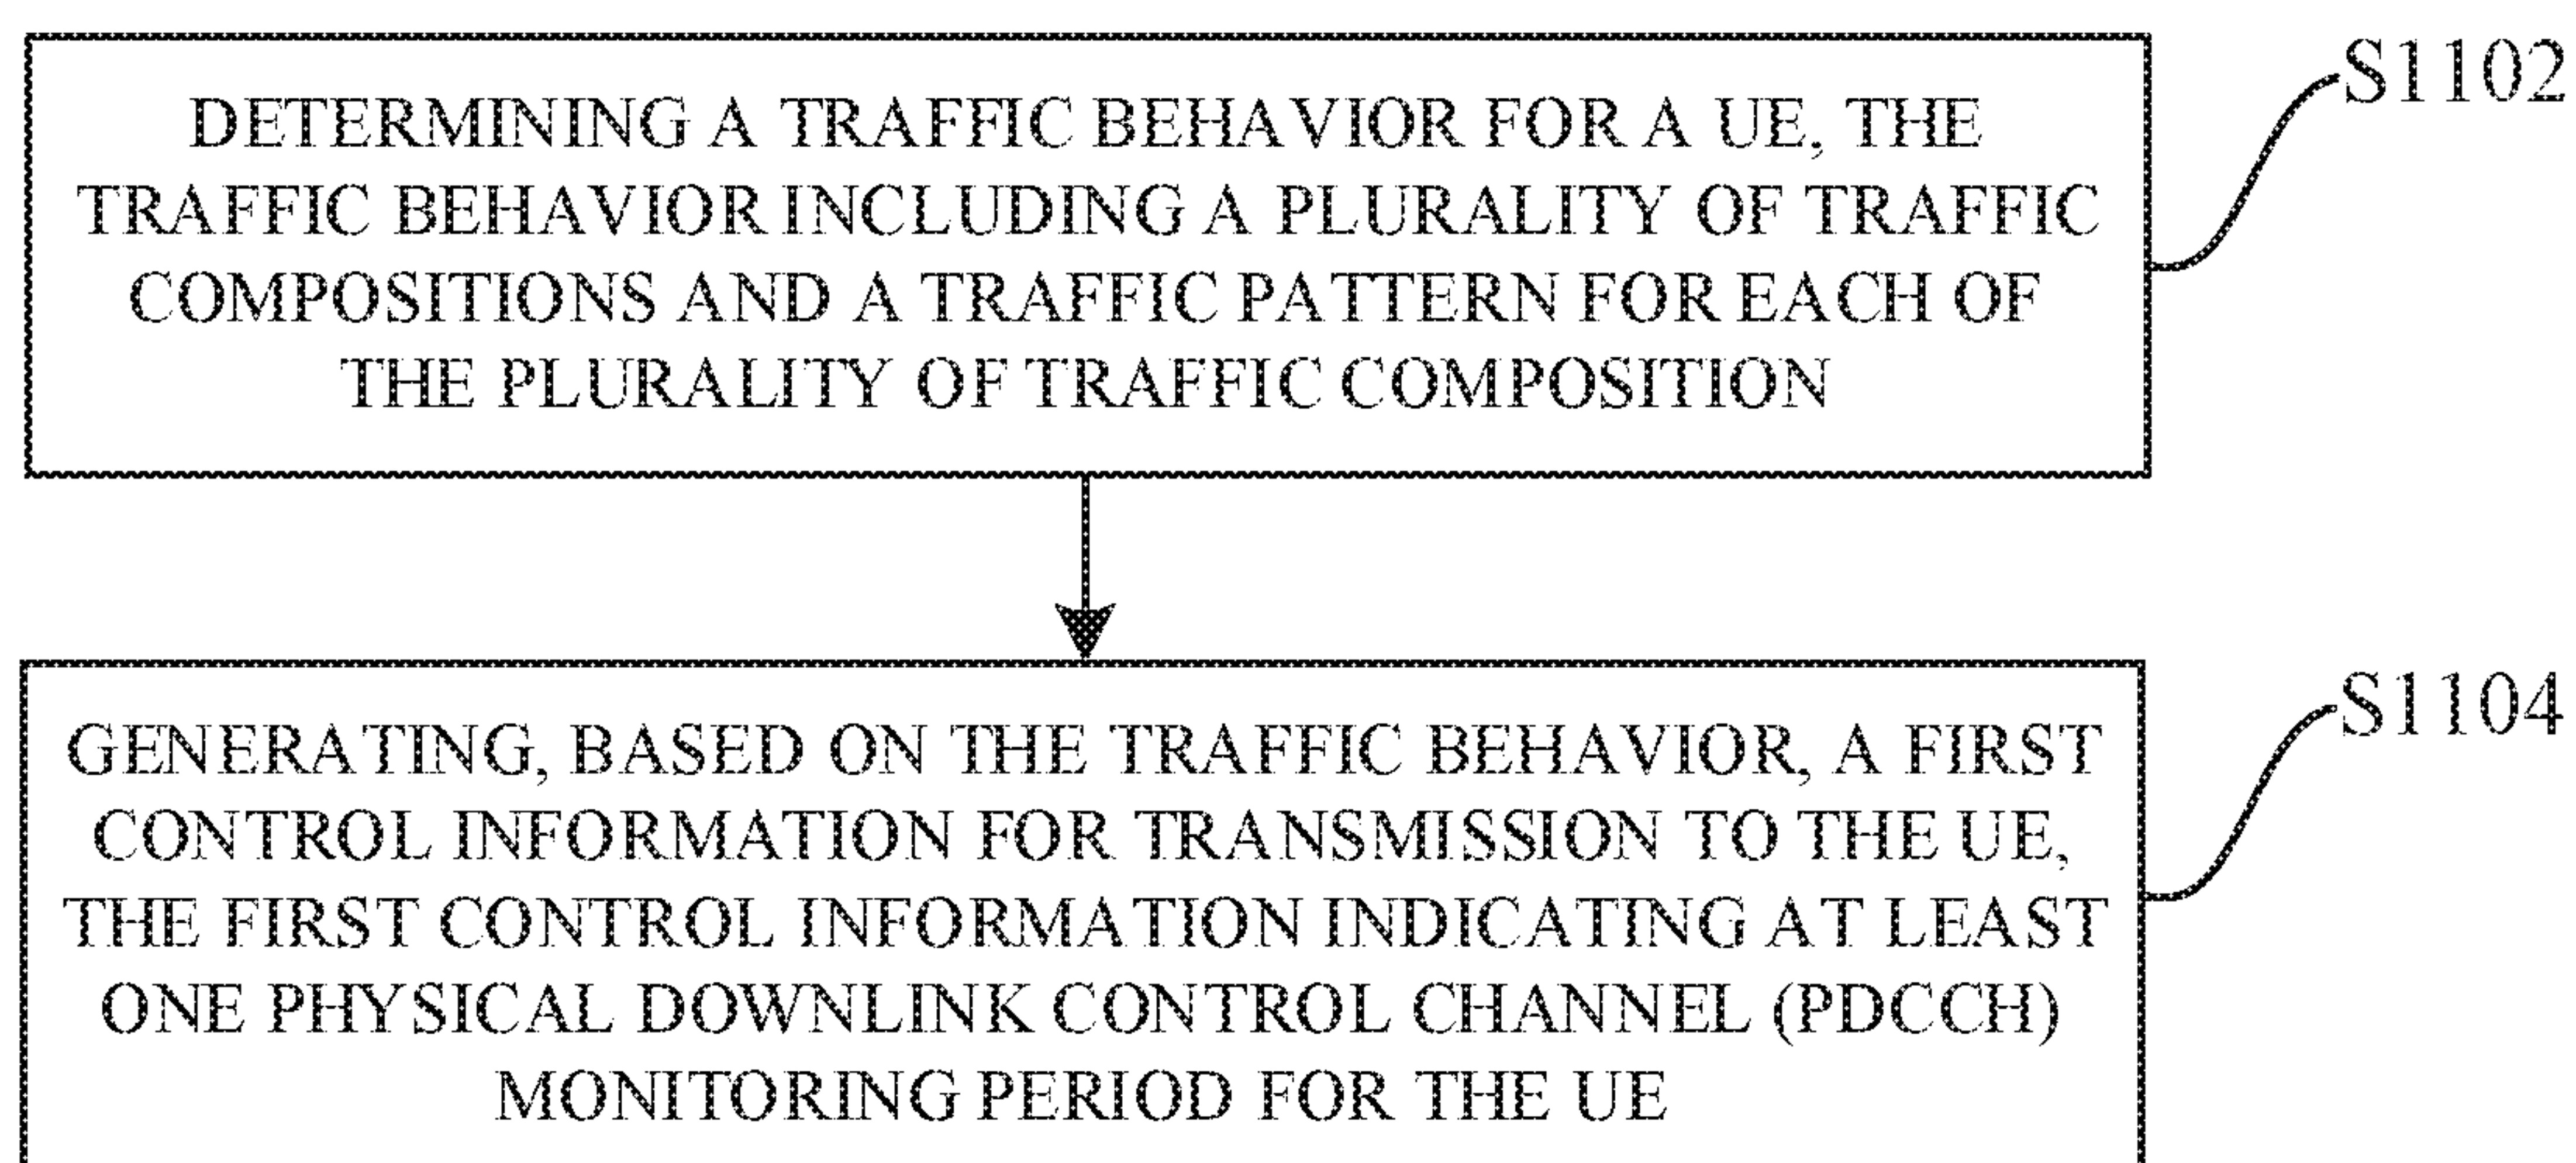 DETERMINING A TRAFFIC BEHAVIOR FOR A UE, THE
TRAFFIC BEHAVIOR INCLUDING A PLURALITY OF TRAFFIC
COMPOSITIONS AND A TRAFFIC PATTERN FOR EACH OF
THE PLURALITY OF TRAFFIC COMPOSITION
S1102
GENERATING, BASED ON THE TRAFFIC BEHAVIOR, A FIRST
CONTROL INFORMATION FOR TRANSMISSION TO THE UE,
THE FIRST CONTROL INFORMATION INDICATING AT LEAST
ONE PHYSICAL DOWNLINK CONTROL CHANNEL (PDCCH)
MONITORING PERIOD FOR THE UE
S1104